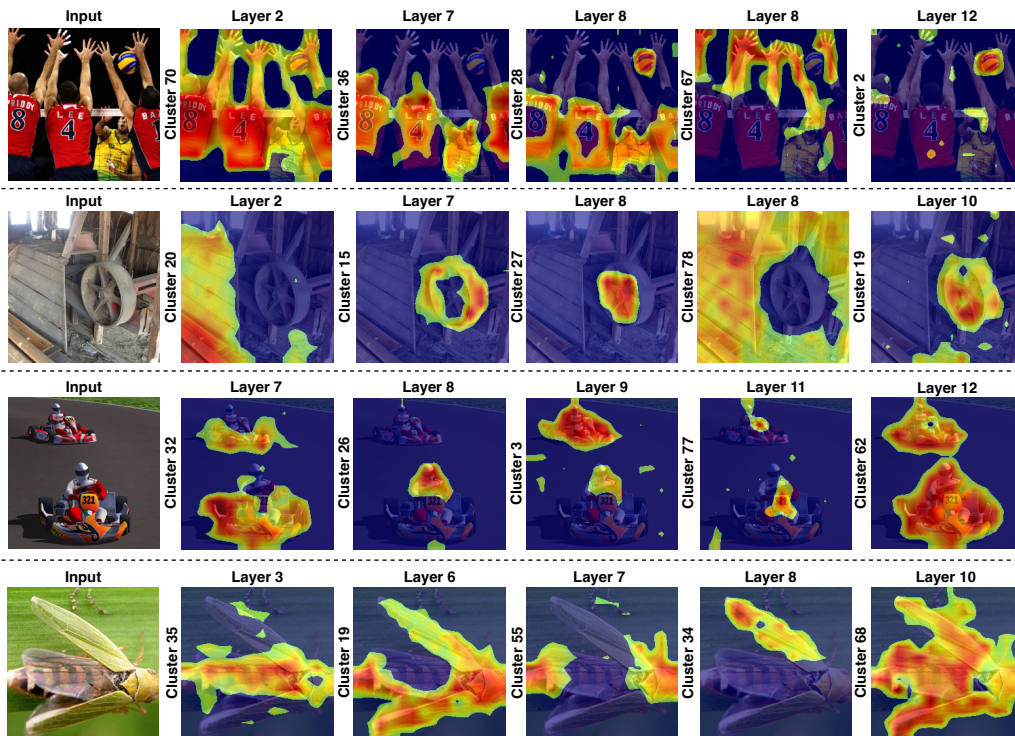 Input Layer 2 Layer 7 Layer 8 Layer 8 Layer 12
Cluster 70 Cluster 36 Cluster 28 Cluster 67 Cluster 2
RIDDY LEE BA
8 4
Input Layer 2 Layer 7 Layer 8 Layer 8 Layer 10
Cluster 20 Cluster 15 Cluster 27 Cluster 78 Cluster 19
Input Layer 7 Layer 8 Layer 9 Layer 11 Layer 12
Cluster 32 Cluster 26 Cluster 3 Cluster 77 Cluster 62
321
Input Layer 3 Layer 6 Layer 7 Layer 8 Layer 10
Cluster 35 Cluster 19 Cluster 55 Cluster 34 Cluster 68